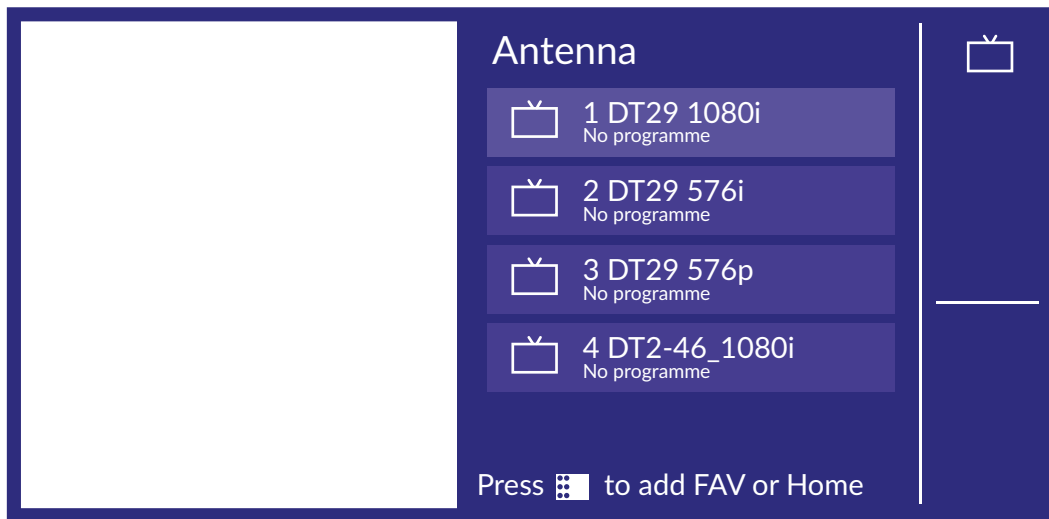 Antenna
1 DT29 1080i
No programme
2 DT29 576i
No programme
3 DT29 576p
No programme
4 DT2-46_1080i
No programme
Press to add FAV or Home